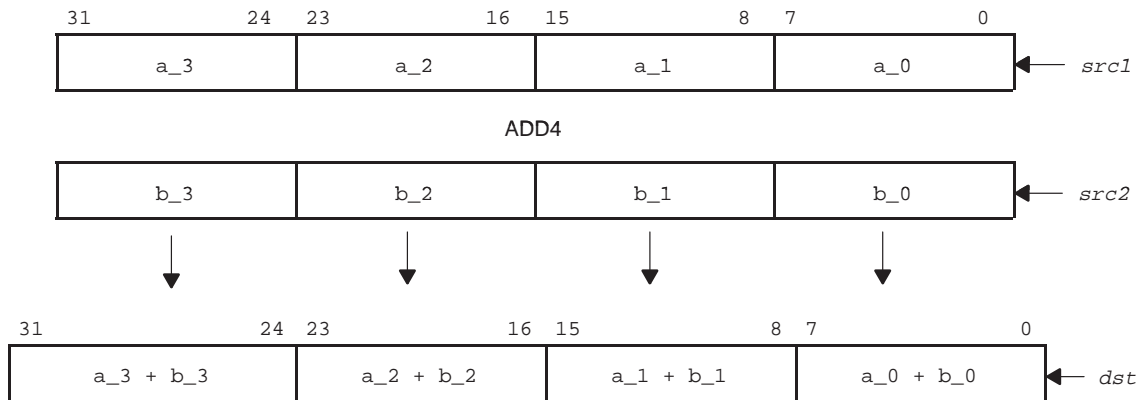 31 24 23 16 15 8 7 0
a_3 a_2 a_1 a_0 src1
ADD4
b_3 b_2 b_1 b_0 src2
31 24 23 16 15 8 7 0
a_3 + b_3 a_2 + b_2 a_1 + b_1 a_0 + b_0 dst